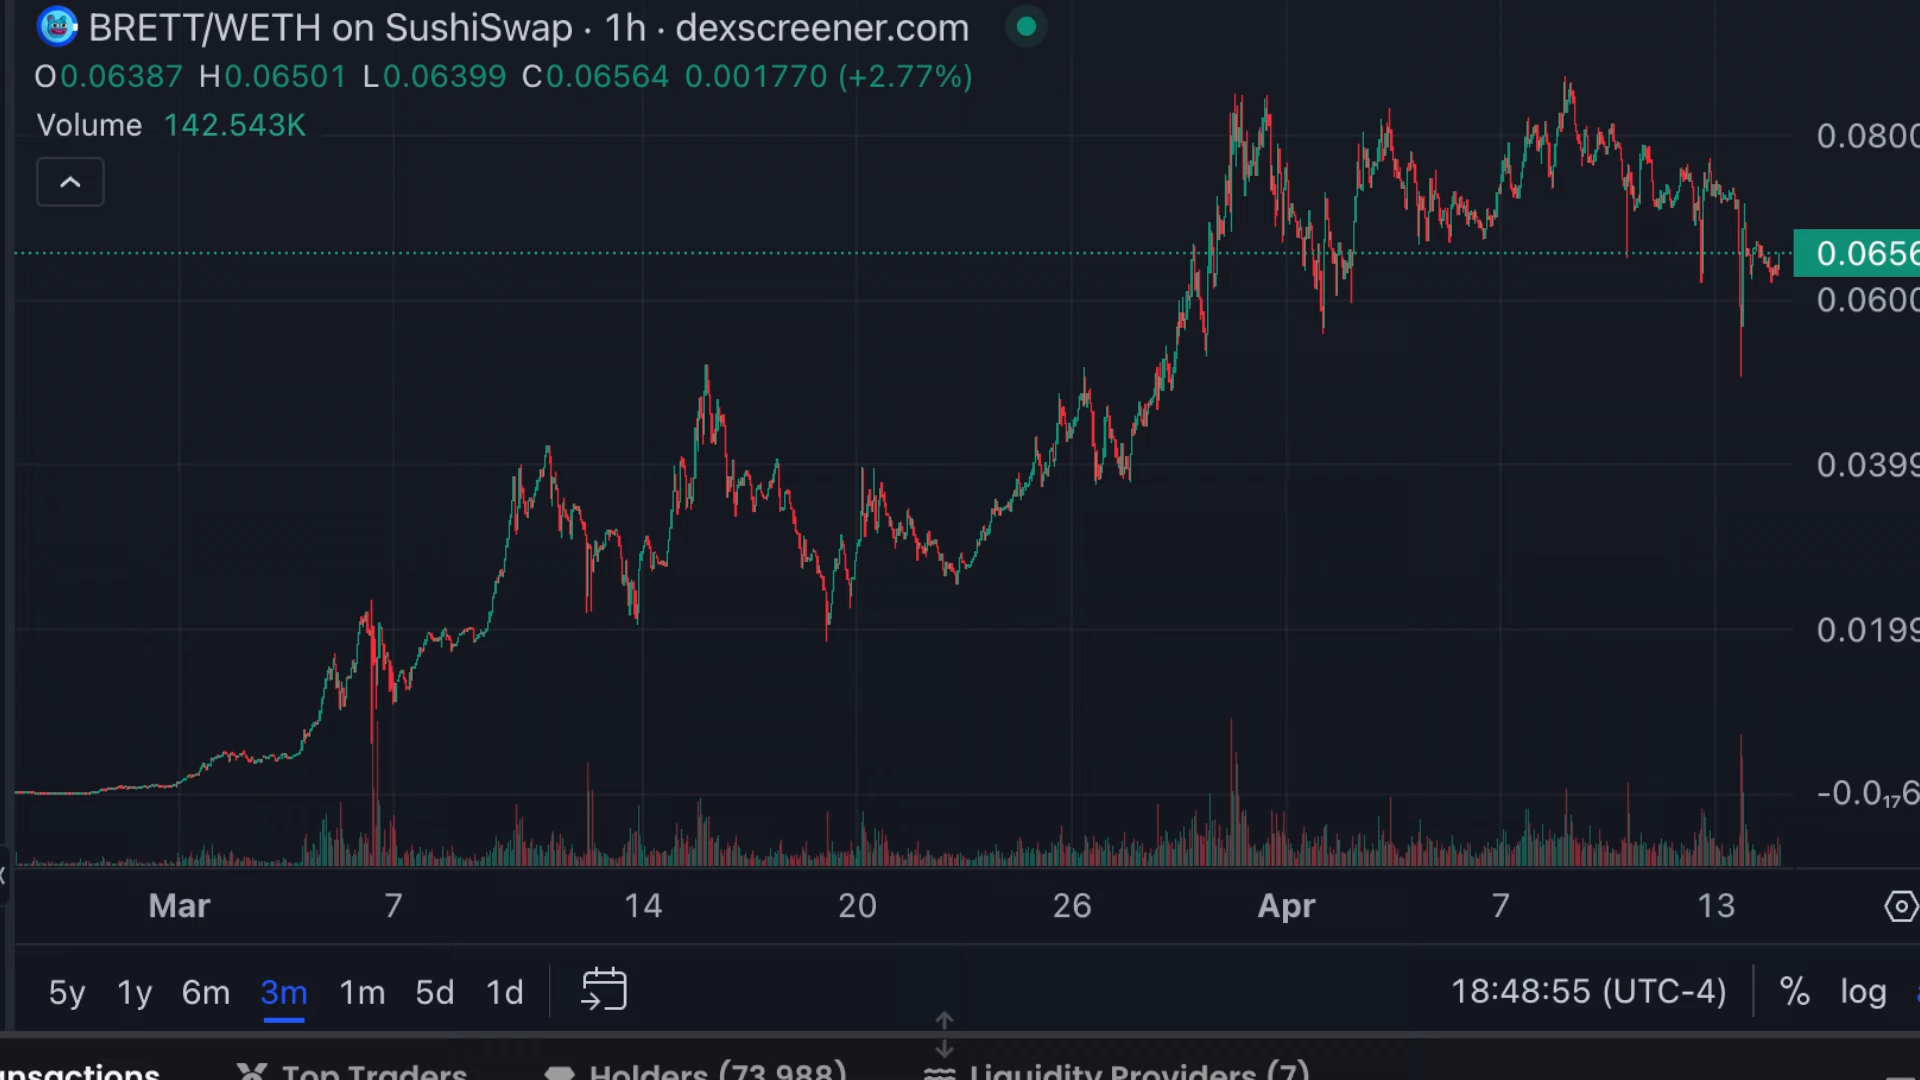 BRETT/WETH on SushiSwap · 1h · dexscreener.com
O0.06387 H0.06501 L0.06399 C0.06564 0.001770 (+2.77%)
Volume 142.543K
0.0800
0.0656
0.0600
0.0399
0.0199
-0.0₁₇6
Mar 7 14 20 26 Apr 7 13
5y 1y 6m 3m 1m 5d 1d 18:48:55 (UTC-4) % log
nsactions Top Traders Holders (73,988) Liquidity Providers (7)